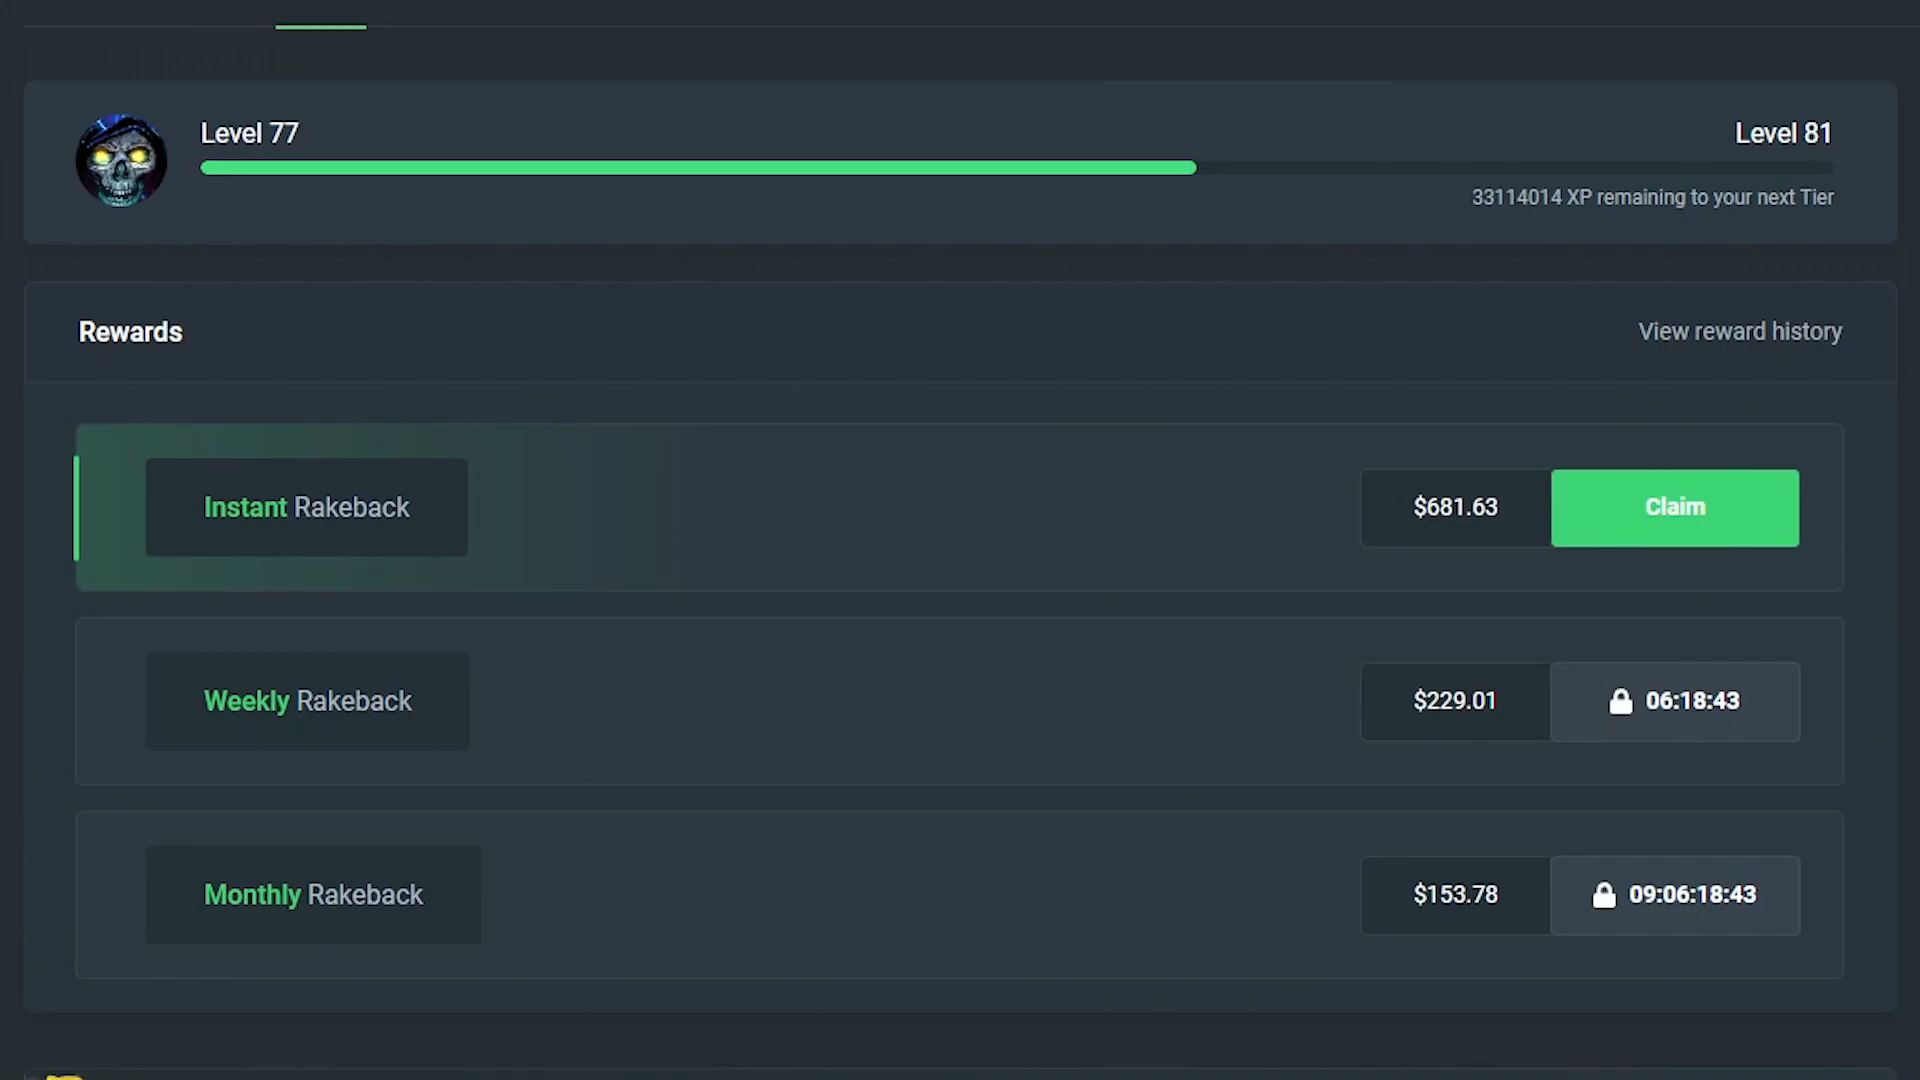 Level 77
Level 81
33114014 XP remaining to your next Tier
Rewards
View reward history
Instant Rakeback
$681.63
Claim
Weekly Rakeback
$229.01
06:18:43
Monthly Rakeback
$153.78
09:06:18:43